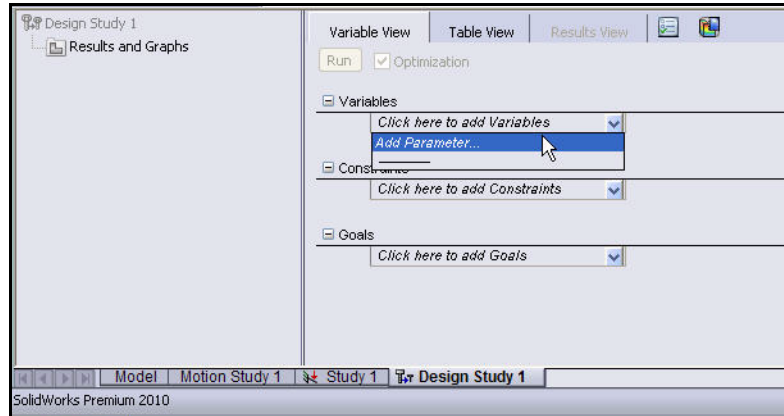 Design Study 1
Results and Graphs
Variable View
Table View
Results View
Run
Optimization
Variables
Click here to add Variables
Add Parameter...
Click here to add Constraints
Goals
Click here to add Goals
Model
Motion Study 1
Study 1
Design Study 1
SolidWorks Premium 2010